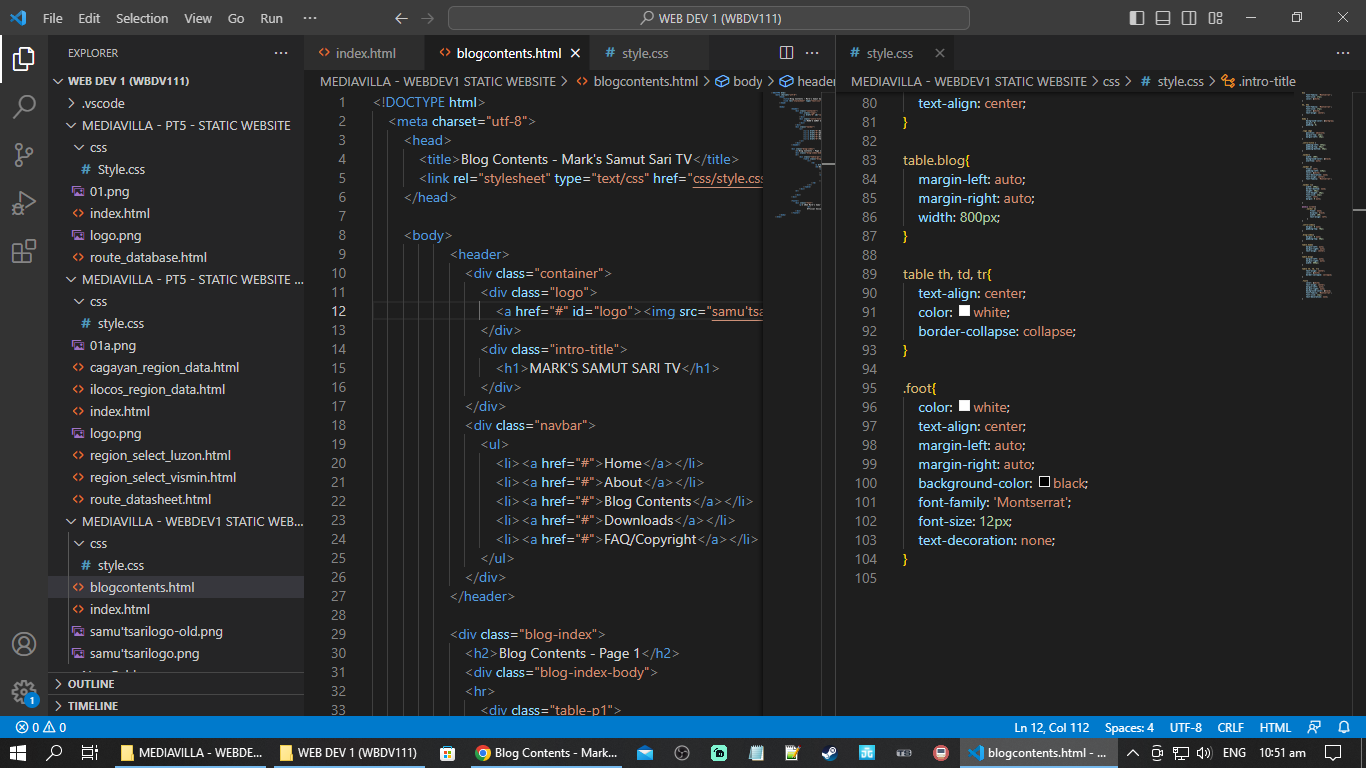 File Edit Selection View Go Run ··· WEB DEV 1 (WBDV111)
EXPLORER
WEB DEV 1 (WBDV111)
.vscode
MEDIAVILLA - PT5 - STATIC WEBSITE
css
# Style.css
01.png
index.html
logo.png
route_database.html
MEDIAVILLA - PT5 - STATIC WEBSITE ...
css
# style.css
01a.png
cagayan_region_data.html
ilocos_region_data.html
index.html
logo.png
region_select_luzon.html
region_select_vismin.html
route_datasheet.html
MEDIAVILLA - WEBDEV1 STATIC WEB...
css
# style.css
blogcontents.html
index.html
samu'tsarilogo-old.png
samu'tsarilogo.png
OUTLINE
TIMELINE
index.html blogcontents.html # style.css
MEDIAVILLA - WEBDEV1 STATIC WEBSITE > blogcontents.html > body > header
1 <!DOCTYPE html>
2 <meta charset="utf-8">
3 <head>
4 <title>Blog Contents - Mark's Samut Sari TV</title>
5 <link rel="stylesheet" type="text/css" href="css/style.css
6 </head>
7
8 <body>
9 <header>
10 <div class="container">
11 <div class="logo">
12 <a href="#" id="logo"><img src="samu'tsa
13 </div>
14 <div class="intro-title">
15 <h1>MARK'S SAMUT SARI TV</h1>
16 </div>
17 </div>
18 <div class="navbar">
19 <ul>
20 <li><a href="#">Home</a></li>
21 <li><a href="#">About</a></li>
22 <li><a href="#">Blog Contents</a></li>
23 <li><a href="#">Downloads</a></li>
24 <li><a href="#">FAQ/Copyright</a></li>
25 </ul>
26 </div>
27 </header>
28
29 <div class="blog-index">
30 <h2>Blog Contents - Page 1</h2>
31 <div class="blog-index-body">
32 <hr>
33 <div class="table-p1">
# style.css
MEDIAVILLA - WEBDEV1 STATIC WEBSITE > css > # style.css > .intro-title
80 text-align: center;
81 }
82
83 table.blog{
84 margin-left: auto;
85 margin-right: auto;
86 width: 800px;
87 }
88
89 table th, td, tr{
90 text-align: center;
91 color: white;
92 border-collapse: collapse;
93 }
94
95 .foot{
96 color: white;
97 text-align: center;
98 margin-left: auto;
99 margin-right: auto;
100 background-color: black;
101 font-family: 'Montserrat';
102 font-size: 12px;
103 text-decoration: none;
104 }
105
1
0 0 Ln 12, Col 112 Spaces: 4 UTF-8 CRLF HTML
MEDIAVILLA - WEBDE... WEB DEV 1 (WBDV111) Blog Contents - Mark... blogcontents.html - ... ENG 10:51 am